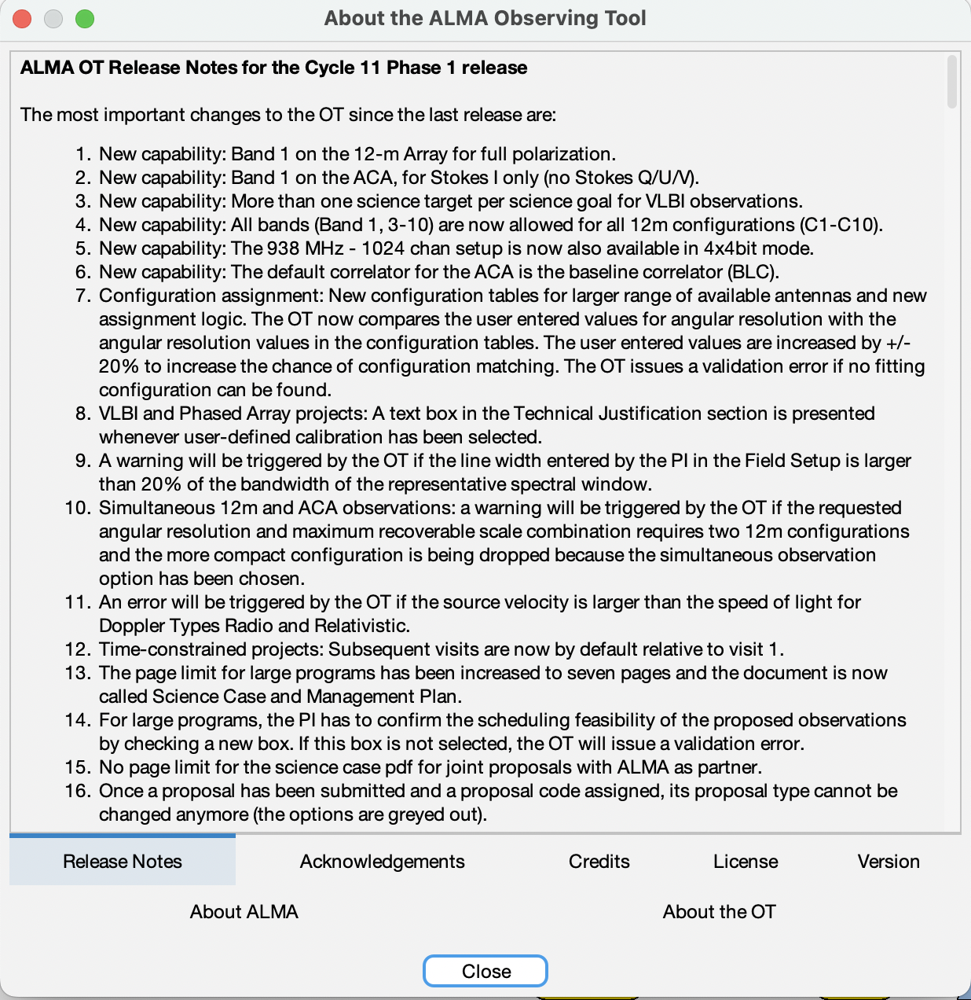 About the ALMA Observing Tool
ALMA OT Release Notes for the Cycle 11 Phase 1 release
The most important changes to the OT since the last release are:
1. New capability: Band 1 on the 12-m Array for full polarization.
2. New capability: Band 1 on the ACA, for Stokes I only (no Stokes Q/U/V).
3. New capability: More than one science target per science goal for VLBI observations.
4. New capability: All bands (Band 1, 3-10) are now allowed for all 12m configurations (C1-C10).
5. New capability: The 938 MHz - 1024 chan setup is now also available in 4x4bit mode.
6. New capability: The default correlator for the ACA is the baseline correlator (BLC).
7. Configuration assignment: New configuration tables for larger range of available antennas and new
assignment logic. The OT now compares the user entered values for angular resolution with the
angular resolution values in the configuration tables. The user entered values are increased by +/-
20% to increase the chance of configuration matching. The OT issues a validation error if no fitting
configuration can be found.
8. VLBI and Phased Array projects: A text box in the Technical Justification section is presented
whenever user-defined calibration has been selected.
9. A warning will be triggered by the OT if the line width entered by the PI in the Field Setup is larger
than 20% of the bandwidth of the representative spectral window.
10. Simultaneous 12m and ACA observations: a warning will be triggered by the OT if the requested
angular resolution and maximum recoverable scale combination requires two 12m configurations
and the more compact configuration is being dropped because the simultaneous observation
option has been chosen.
11. An error will be triggered by the OT if the source velocity is larger than the speed of light for
Doppler Types Radio and Relativistic.
12. Time-constrained projects: Subsequent visits are now by default relative to visit 1.
13. The page limit for large programs has been increased to seven pages and the document is now
called Science Case and Management Plan.
14. For large programs, the PI has to confirm the scheduling feasibility of the proposed observations
by checking a new box. If this box is not selected, the OT will issue a validation error.
15. No page limit for the science case pdf for joint proposals with ALMA as partner.
16. Once a proposal has been submitted and a proposal code assigned, its proposal type cannot be
changed anymore (the options are greyed out).
Release Notes
Acknowledgements
Credits
License
Version
About ALMA
About the OT
Close